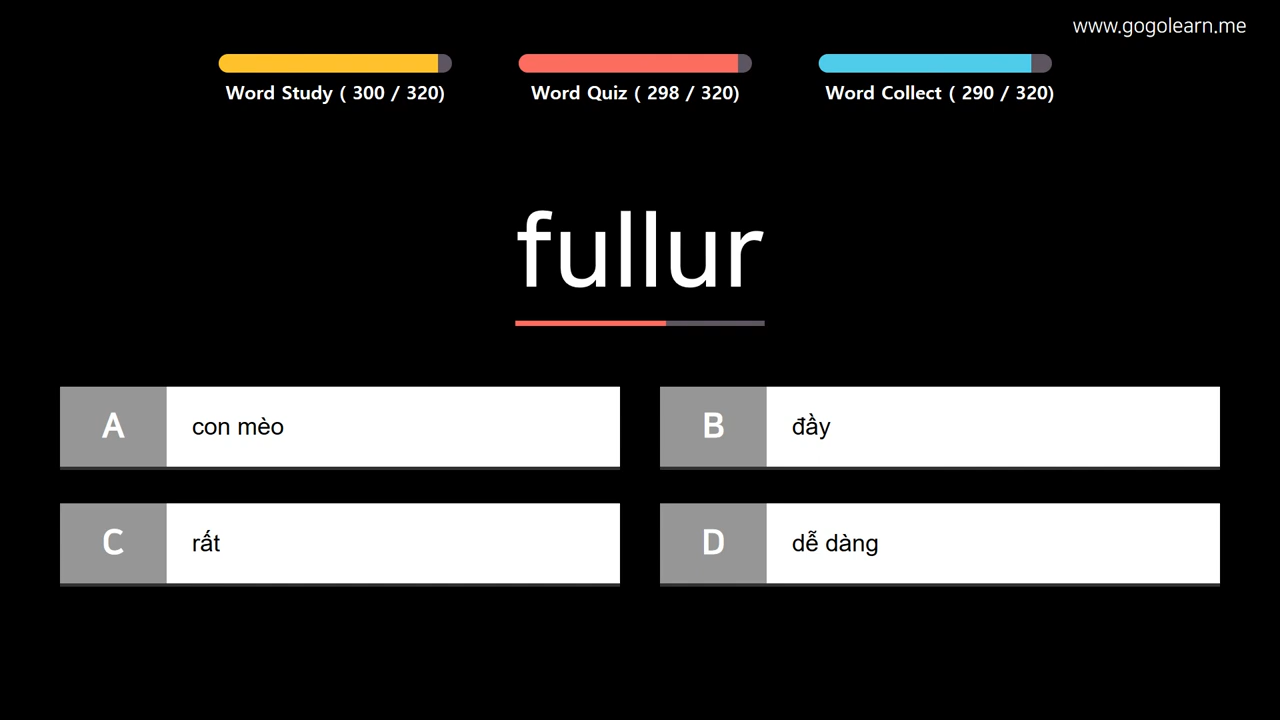 www.gogolearn.me
Word Study ( 300 / 320)
Word Quiz ( 298 / 320)
Word Collect ( 290 / 320)
fullur
A
con mèo
B
đầy
C
rất
D
dễ dàng